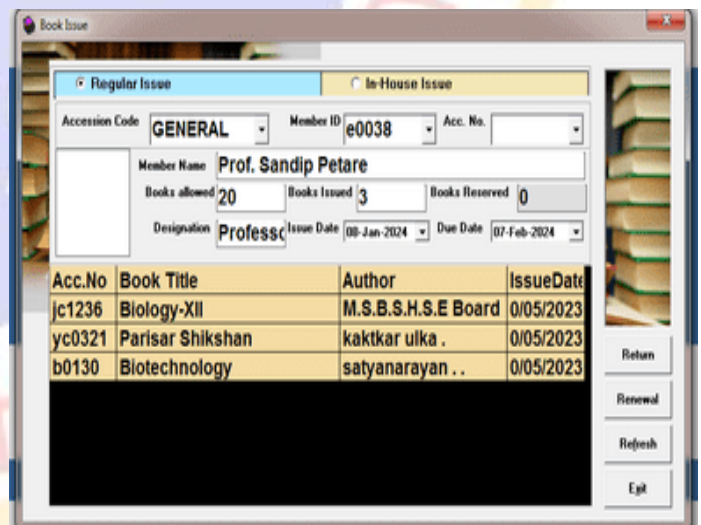 Book Issue
Regular Issue In-House Issue
Accession Code GENERAL Member ID e0038 Acc. No.
Member Name Prof. Sandip Petare
Books allowed 20 Books Issued 3 Books Reserved 0
Designation Professo Issue Date 08-Jan-2024 Due Date 07-Feb-2024
Acc.No Book Title Author IssueDate
jc1236 Biology-XII M.S.B.S.H.S.E Board 0/05/2023
yc0321 Parisar Shikshan kaktkar ulka . 0/05/2023
b0130 Biotechnology satyanarayan . . 0/05/2023
Return
Renewal
Refresh
Exit